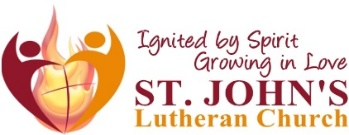 Ignited by Spirit
Growing in Love
ST. JOHN'S
Lutheran Church